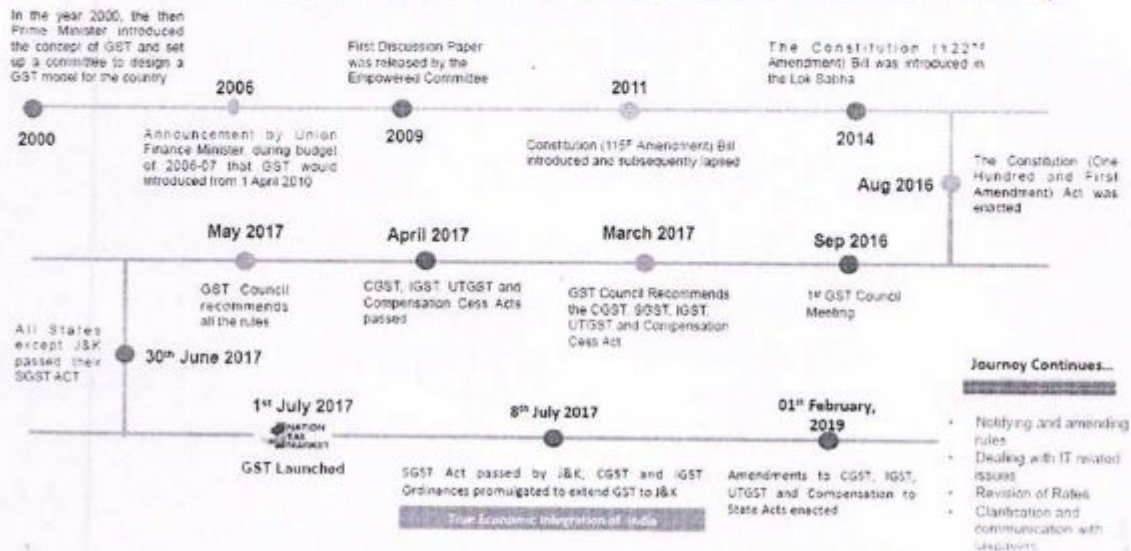 In the year 2000, the then
Prime Minister introduced
the concept of GST and set
up a committee to design a
GST model for the country
2000
2006
Announcement by Union
Finance Minister, during budget
of 2006-07 that GST would
introduced from 1 April 2010
First Discussion Paper
was released by the
Empowered Committee
2009
2011
Constitution (115ᵗʰ Amendment) Bill
introduced and subsequently lapsed
The Constitution (122ⁿᵈ
Amendment) Bill was introduced in
the Lok Sabha
2014
Aug 2016
The Constitution (One
Hundred and First
Amendment) Act was
enacted
Sep 2016
1ˢᵗ GST Council
Meeting
March 2017
GST Council Recommends
the CGST, SGST, IGST,
UTGST and Compensation
Cess Act
April 2017
CGST, IGST, UTGST and
Compensation Cess Acts
passed
May 2017
GST Council
recommends
all the rules
All States
except J&K
passed their
SGST ACT
30ᵗʰ June 2017
1ˢᵗ July 2017
NATION
TAX
MARKET
GST Launched
8ᵗʰ July 2017
SGST Act passed by J&K; CGST and IGST
Ordinances promulgated to extend GST to J&K
True Economic Integration of India
01ˢᵗ February,
2019
Amendments to CGST, IGST,
UTGST and Compensation to
State Acts enacted
Journey Continues...
• Notifying and amending
rules
• Dealing with IT related
issues
• Revision of Rates
• Clarification and
communication with
taxpayers